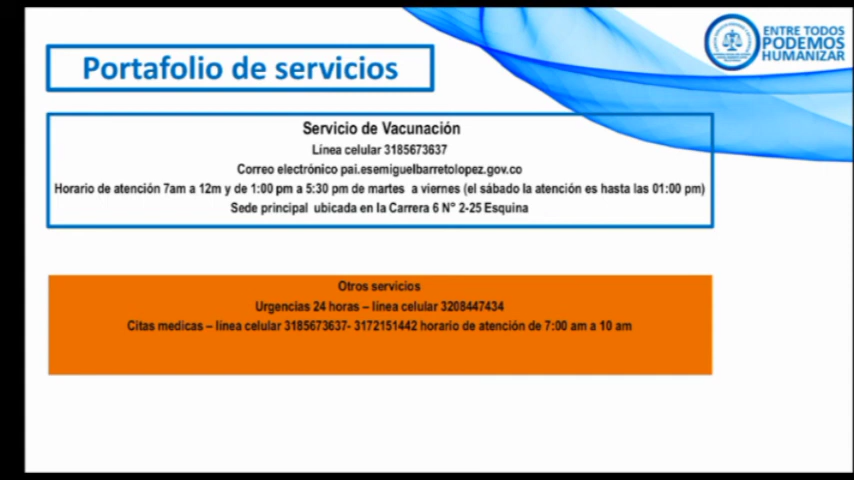 ENTRE TODOS
PODEMOS
HUMANIZAR
Portafolio de servicios
Servicio de Vacunación
Línea celular 3185673637
Correo electrónico pai.esemiguelbarretolopez.gov.co
Horario de atención 7am a 12m y de 1:00 pm a 5:30 pm de martes a viernes (el sábado la atención es hasta las 01:00 pm)
Sede principal ubicada en la Carrera 6 N° 2-25 Esquina
Otros servicios
Urgencias 24 horas – línea celular 3208447434
Citas medicas – línea celular 3185673637- 3172151442 horario de atención de 7:00 am a 10 am